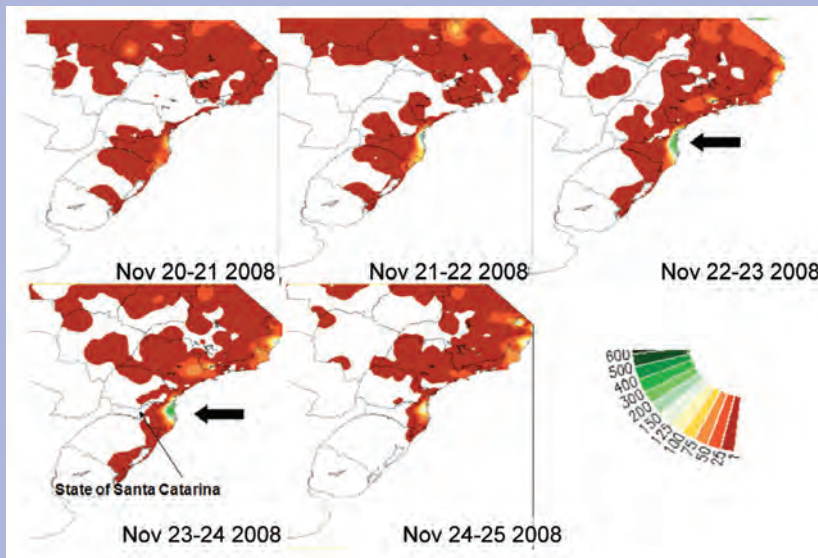 Nov 20-21 2008
Nov 21-22 2008
Nov 22-23 2008
State of Santa Catarina
Nov 23-24 2008
Nov 24-25 2008
600
500
400
300
200
150
125
100
75
50
25
1